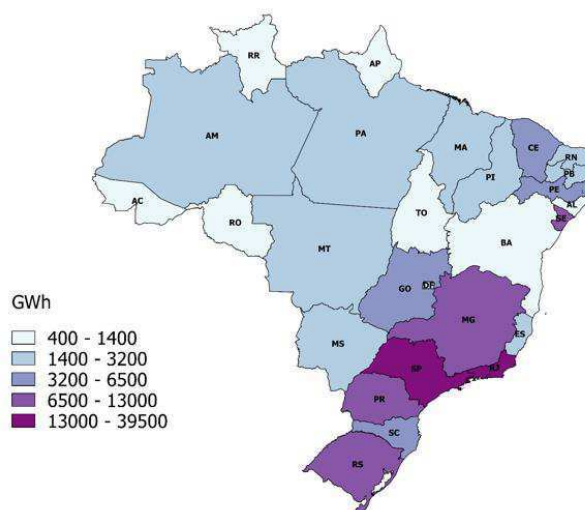 RR
AP
AM
PA
MA
CE
RN
PB
PI
PE
AL
AC
SE
RO
TO
BA
MT
GO
DF
MG
ES
MS
SP
RJ
PR
SC
RS
GWh
400 - 1400
1400 - 3200
3200 - 6500
6500 - 13000
13000 - 39500